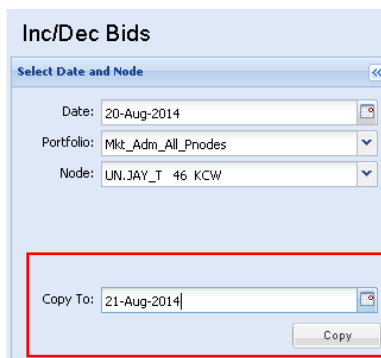 Inc/Dec Bids
Select Date and Node
Date: 20-Aug-2014
Portfolio: Mkt_Adm_All_Pnodes
Node: UN.JAY_T 46 KCW
Copy To: 21-Aug-2014
Copy